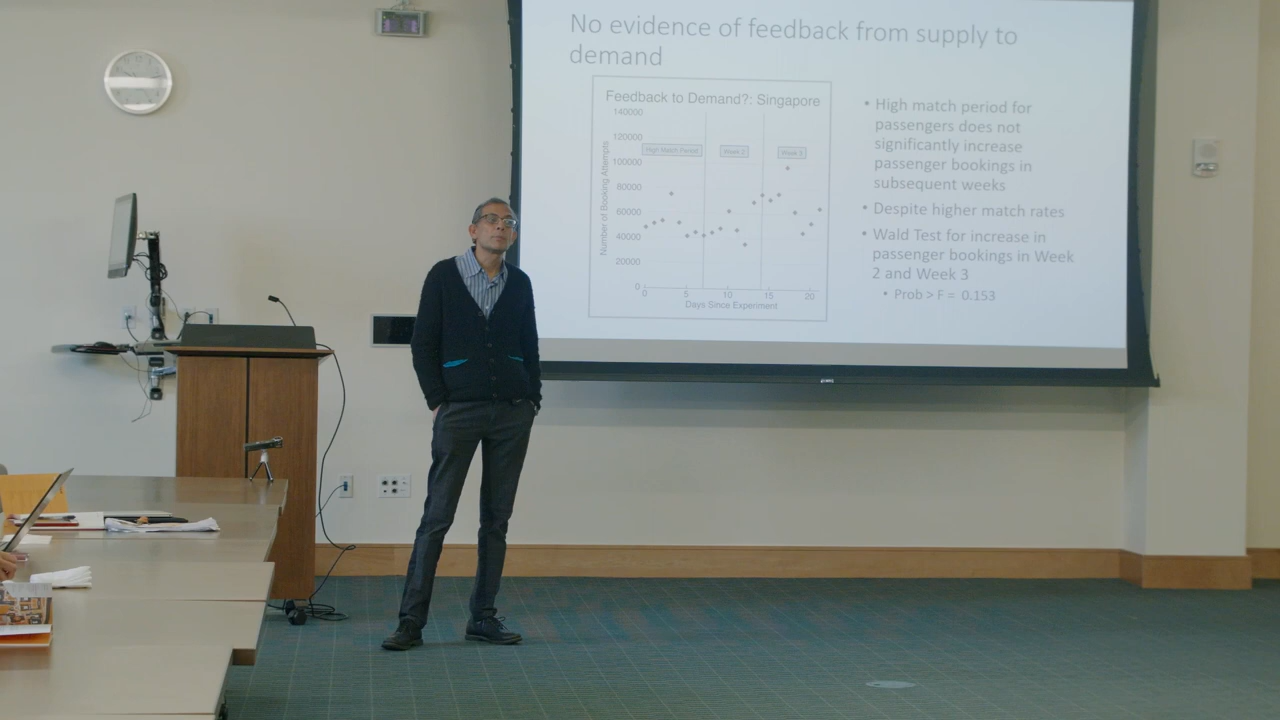 No evidence of feedback from supply to
demand
Feedback to Demand?: Singapore
140000
120000
100000
80000
60000
40000
20000
0
Number of Booking Attempts
High Match Period
Week 2
Week 3
0
5
10
15
20
Days Since Experiment
• High match period for
passengers does not
significantly increase
passenger bookings in
subsequent weeks
• Despite higher match rates
• Wald Test for increase in
passenger bookings in Week
2 and Week 3
• Prob > F = 0.153